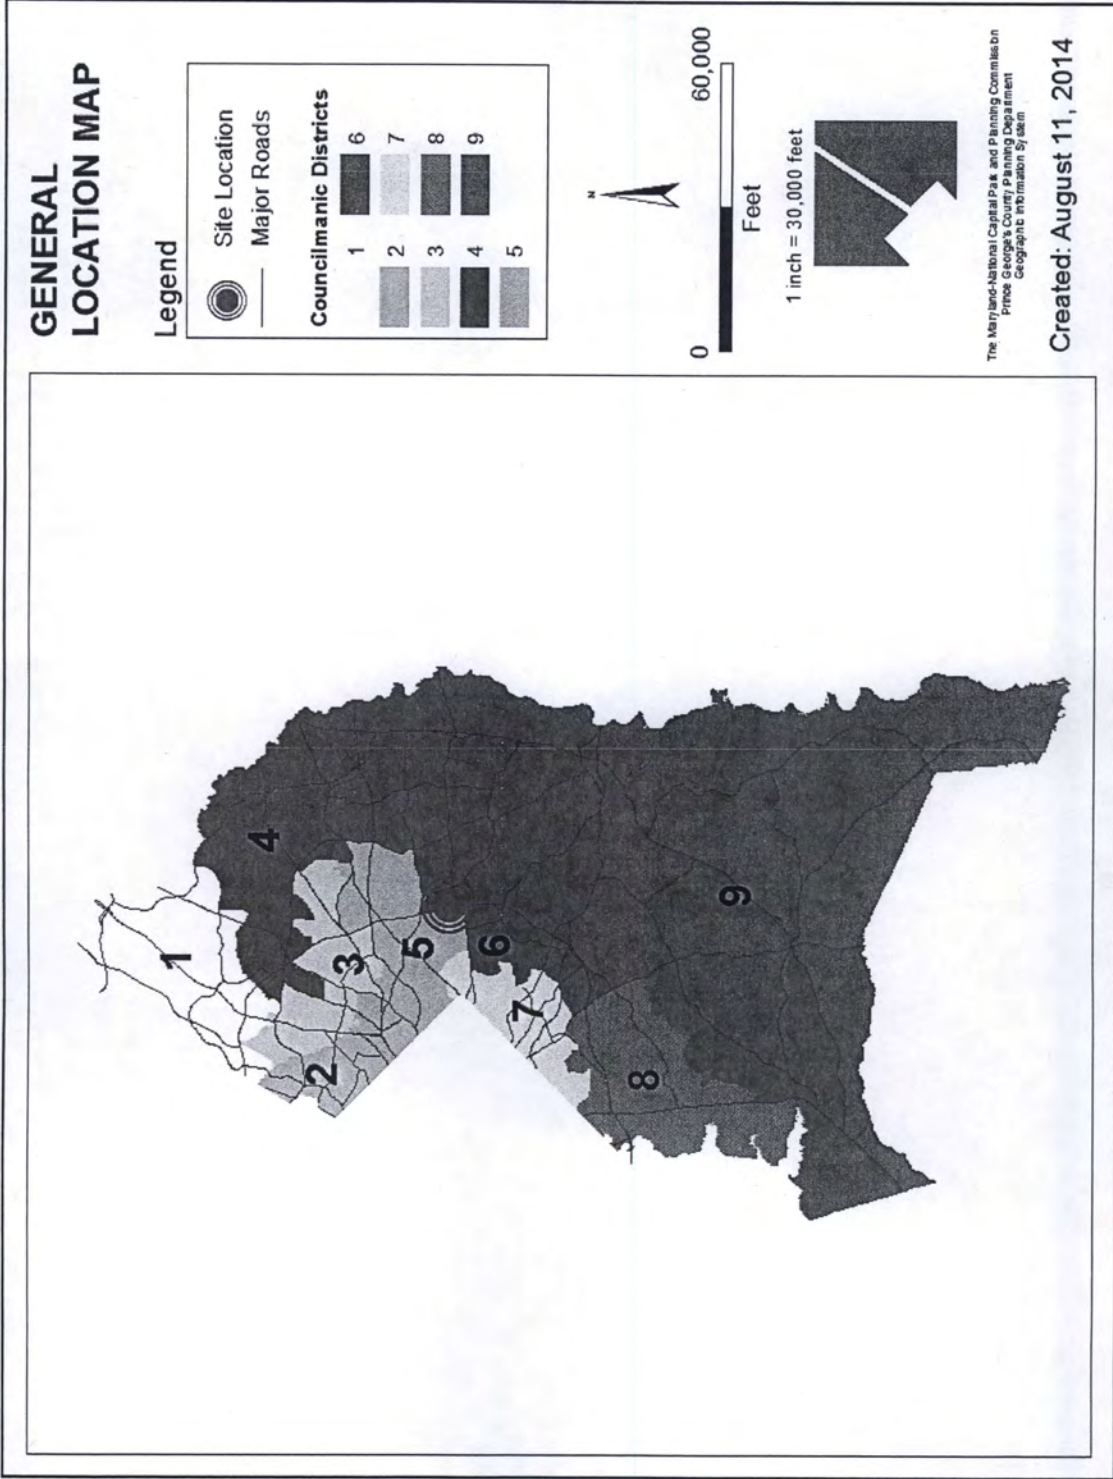 GENERAL
LOCATION MAP
Legend
Site Location
Major Roads
Councilmanic Districts
1
2
3
4
5
6
7
8
9
N
0
60,000
Feet
1 inch = 30,000 feet
The Maryland-National Capital Park and Planning Commission
Prince George's County Planning Department
Geographic Information System
Created: August 11, 2014
1
2
3
4
5
6
7
8
9